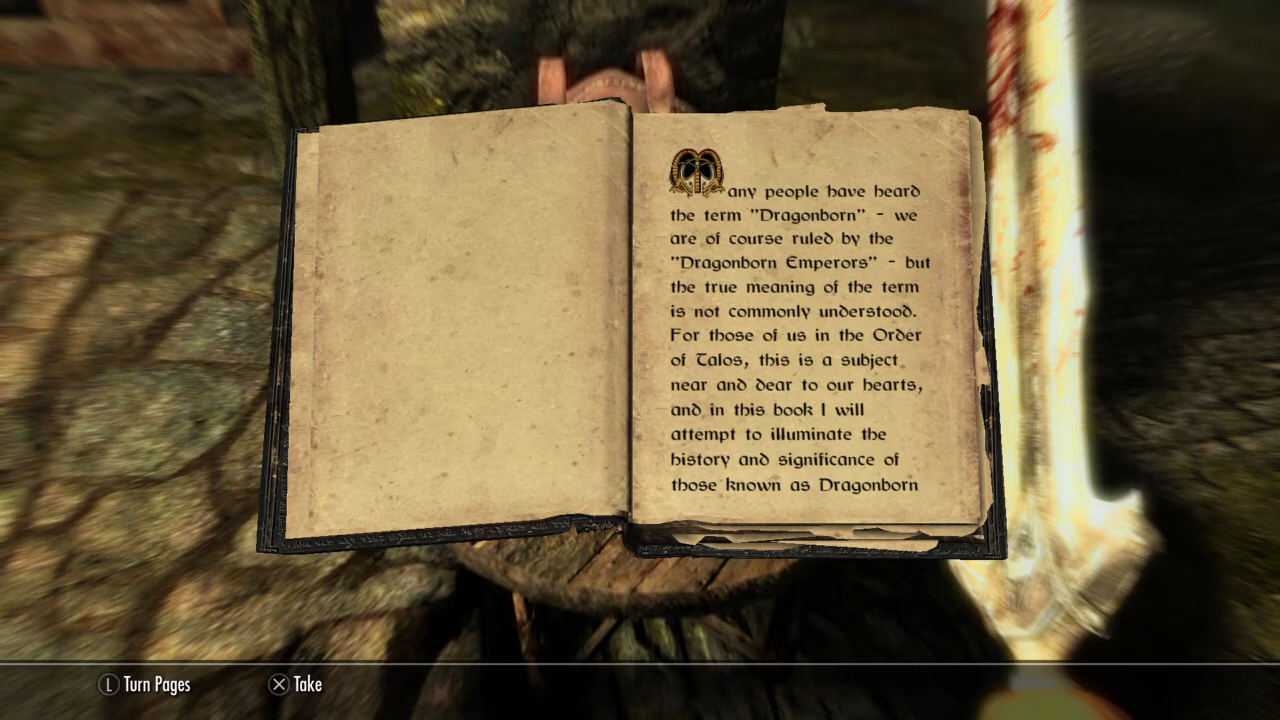 Many people have heard
the term "Dragonborn" - we
are of course ruled by the
"Dragonborn Emperors" - but
the true meaning of the term
is not commonly understood.
For those of us in the Order
of Talos, this is a subject
near and dear to our hearts,
and in this book I will
attempt to illuminate the
history and significance of
those known as Dragonborn
L Turn Pages
X Take